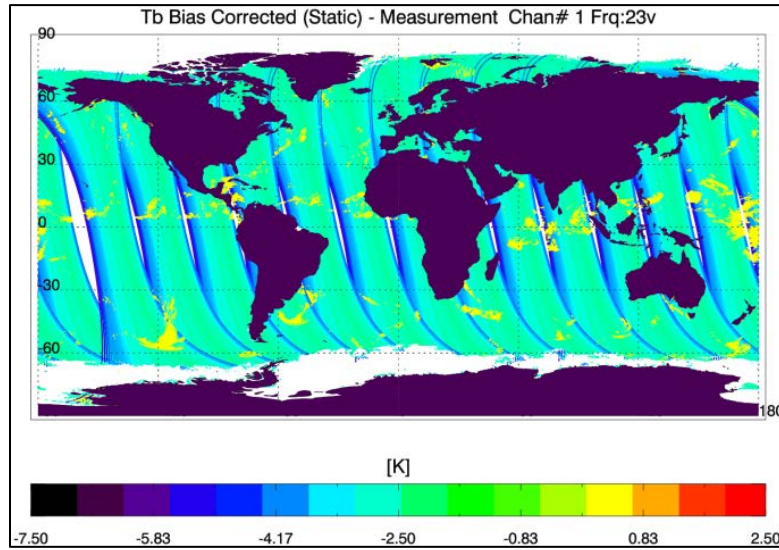 Tb Bias Corrected (Static) - Measurement Chan# 1 Frq:23v
90
60
30
0
-30
-60
180
[K]
-7.50 -5.83 -4.17 -2.50 -0.83 0.83 2.50